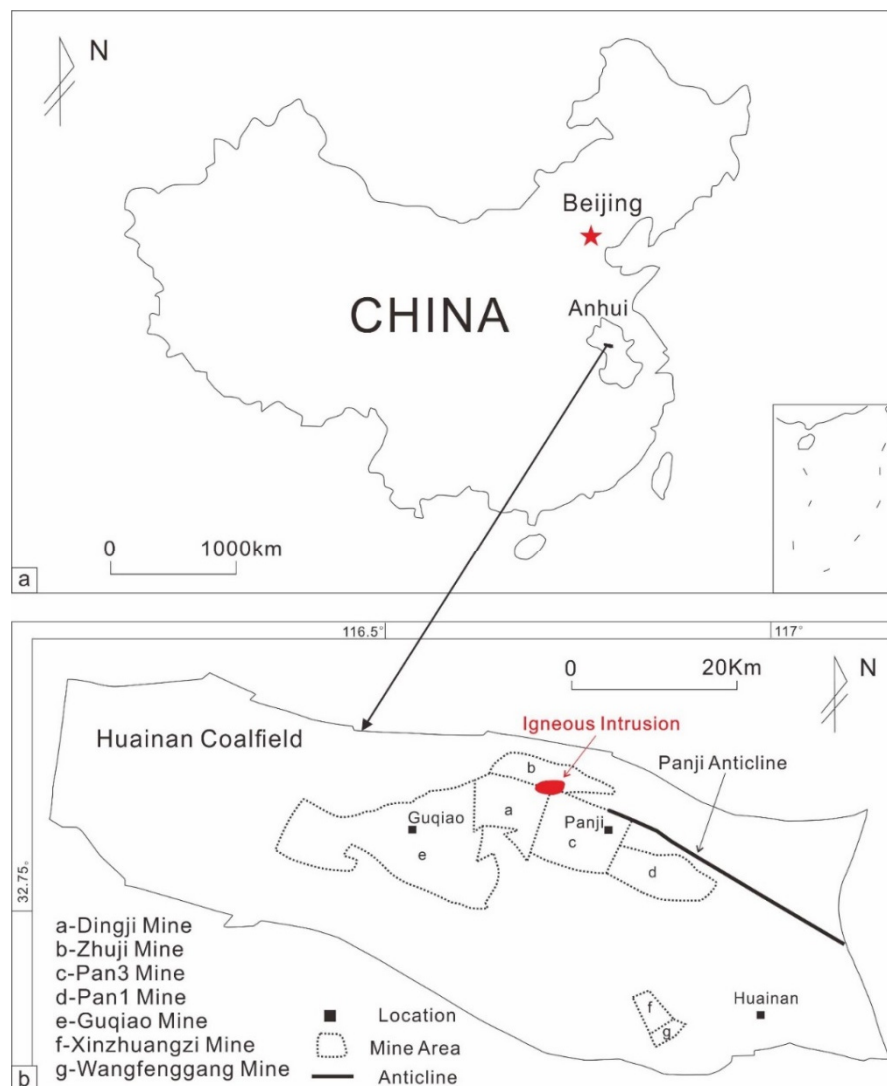 N
Beijing
CHINA
Anhui
0 1000km
a
116.5° 117°
0 20Km
N
Igneous Intrusion
Huainan Coalfield
Panji Anticline
b
Guqiao
a
Panji
c
e
d
32.75°
a-Dingji Mine
b-Zhuji Mine
c-Pan3 Mine
d-Pan1 Mine
e-Guqiao Mine
f-Xinzhuangzi Mine
g-Wangfenggang Mine
Location
Mine Area
Anticline
f
g
Huainan
b